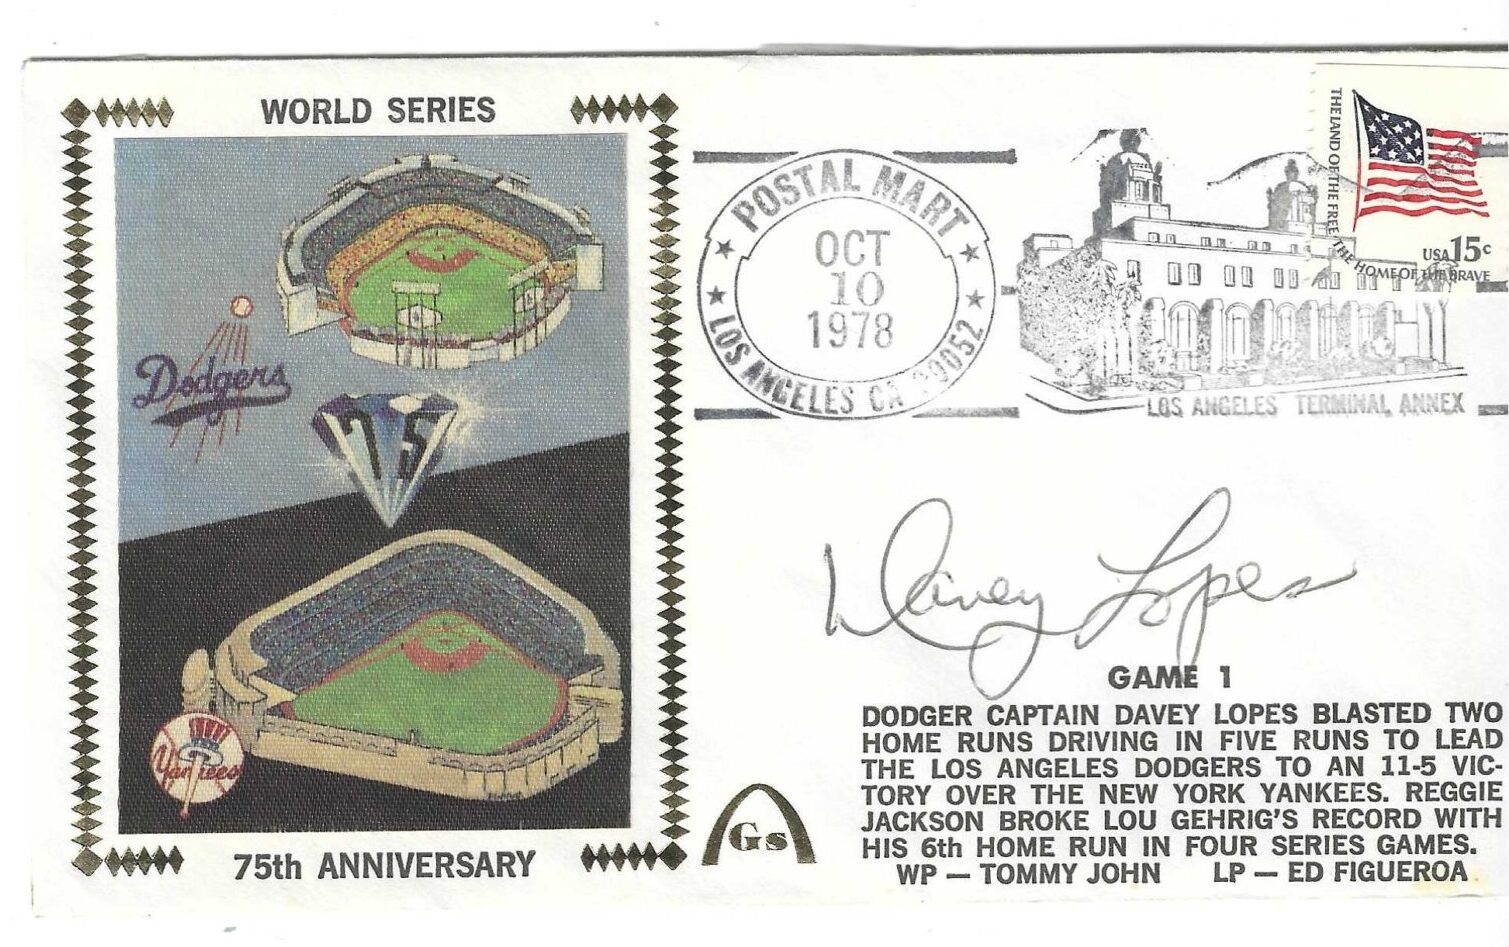 WORLD SERIES
Dodgers
75
Yankees
75th ANNIVERSARY
POSTAL MART
OCT
10
1978
LOS ANGELES CA 90052
LOS ANGELES TERMINAL ANNEX
THE LAND OF THE FREE THE HOME OF THE BRAVE
USA 15c
Davey Lopes
GAME 1
DODGER CAPTAIN DAVEY LOPES BLASTED TWO
HOME RUNS DRIVING IN FIVE RUNS TO LEAD
THE LOS ANGELES DODGERS TO AN 11-5 VIC-
TORY OVER THE NEW YORK YANKEES. REGGIE
JACKSON BROKE LOU GEHRIG'S RECORD WITH
HIS 6th HOME RUN IN FOUR SERIES GAMES.
WP — TOMMY JOHN LP — ED FIGUEROA
Gs